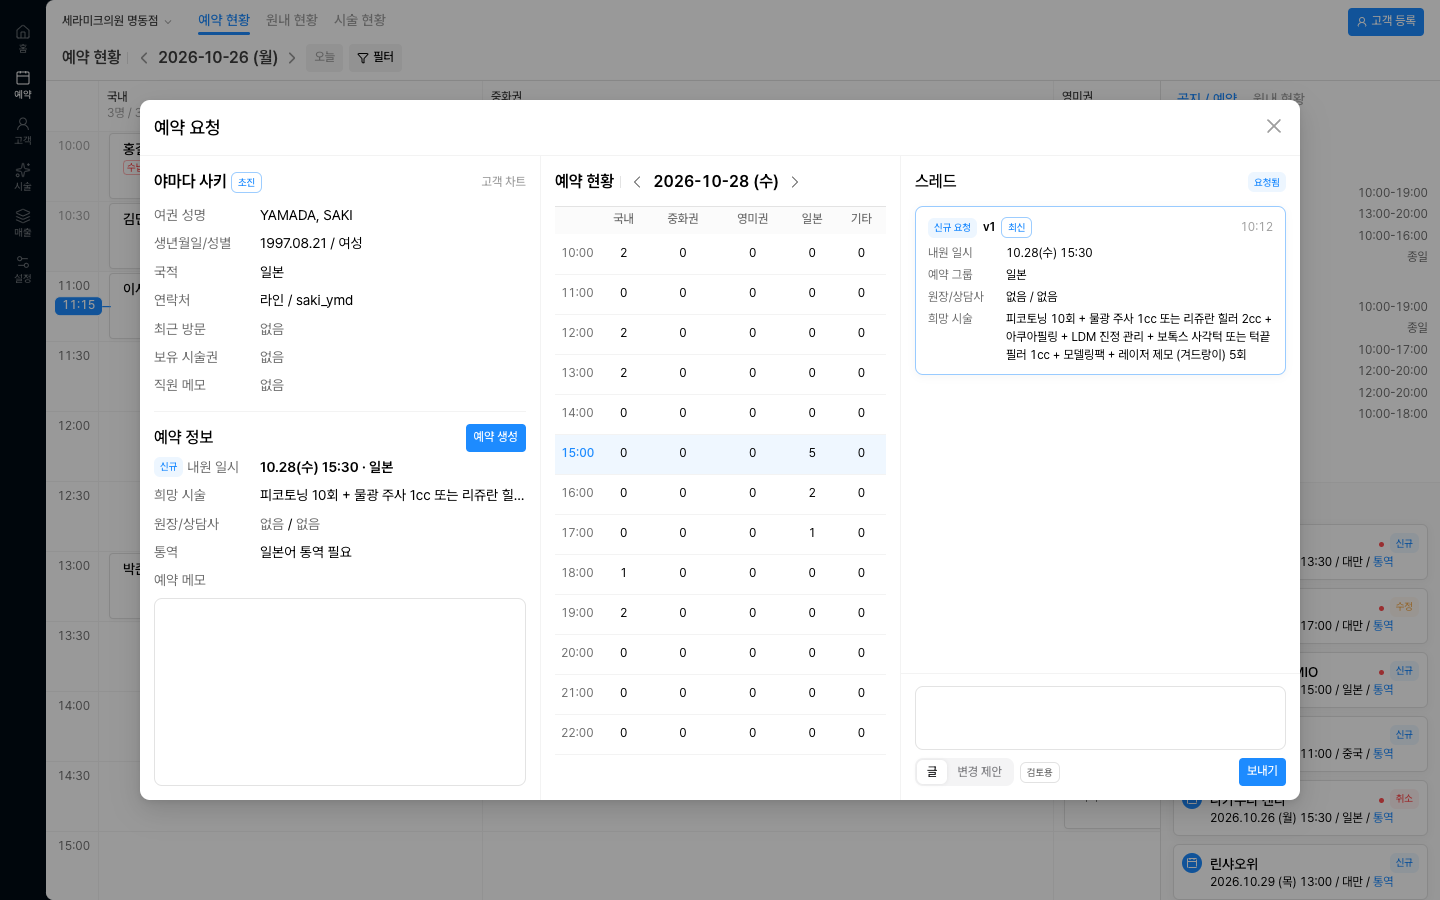 세라미크의원 명동점
예약 현황
원내 현황
시술 현황
고객 등록
예약 현황
2026-10-26 (월)
오늘
필터
홈
예약
고객
시술
매출
설정
국내
중화권
영미권
공지 / 예약
원내 현황
10:00
10:30
11:00
11:15
11:30
12:00
12:30
13:00
13:30
14:00
14:30
15:00
예약 요청
야마다 사키
초진
고객 차트
여권 성명
YAMADA, SAKI
생년월일/성별
1997.08.21 / 여성
국적
일본
연락처
라인 / saki_ymd
최근 방문
없음
보유 시술권
없음
직원 메모
없음
예약 정보
예약 생성
신규 내원 일시
10.28(수) 15:30 · 일본
희망 시술
피코토닝 10회 + 물광 주사 1cc 또는 리쥬란 힐...
원장/상담사
없음 / 없음
통역
일본어 통역 필요
예약 메모
예약 현황
2026-10-28 (수)
국내 중화권 영미권 일본 기타
10:00 2 0 0 0 0
11:00 0 0 0 0 0
12:00 2 0 0 0 0
13:00 2 0 0 0 0
14:00 0 0 0 0 0
15:00 0 0 0 5 0
16:00 0 0 0 2 0
17:00 0 0 0 1 0
18:00 1 0 0 0 0
19:00 2 0 0 0 0
20:00 0 0 0 0 0
21:00 0 0 0 0 0
22:00 0 0 0 0 0
스레드
요청됨
신규 요청 v1 최신
10:12
내원 일시
10.28(수) 15:30
예약 그룹
일본
원장/상담사
없음 / 없음
희망 시술
피코토닝 10회 + 물광 주사 1cc 또는 리쥬란 힐러 2cc +
아쿠아필링 + LDM 진정 관리 + 보톡스 사각턱 또는 턱끝
필러 1cc + 모델링팩 + 레이저 제모 (겨드랑이) 5회
글
변경 제안
검토용
보내기
10:00-19:00
13:00-20:00
10:00-16:00
종일
10:00-19:00
종일
10:00-17:00
12:00-20:00
12:00-20:00
10:00-18:00
신규
13:30 / 대만 / 통역
수정
17:00 / 대만 / 통역
신규
15:00 / 일본 / 통역
신규
11:00 / 중국 / 통역
취소
2026.10.26 (월) 15:30 / 일본 / 통역
린샤오위
신규
2026.10.29 (목) 13:00 / 대만 / 통역